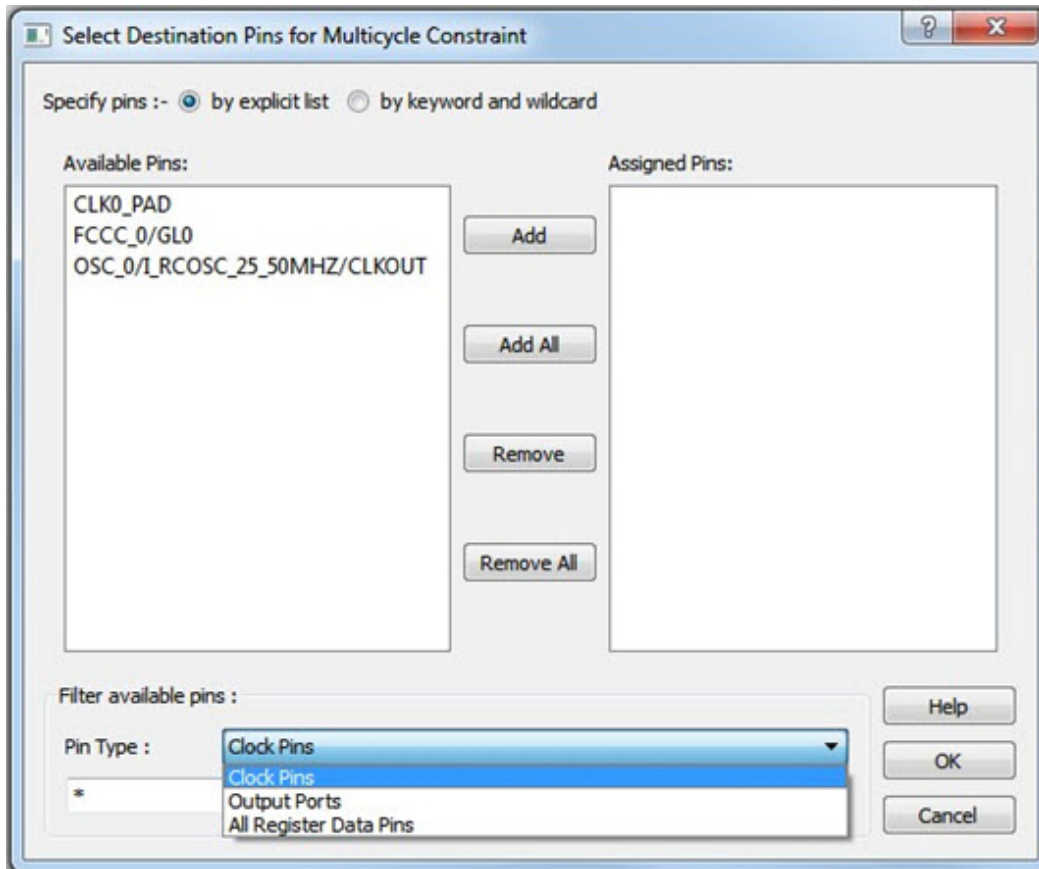 Select Destination Pins for Multicycle Constraint
Specify pins :- by explicit list by keyword and wildcard
Available Pins:
Assigned Pins:
CLK0_PAD
FCCC_0/GL0
OSC_0/I_RCOSC_25_50MHZ/CLKOUT
Add
Add All
Remove
Remove All
Filter available pins :
Pin Type :
Clock Pins
Clock Pins
Output Ports
All Register Data Pins
*
Help
OK
Cancel